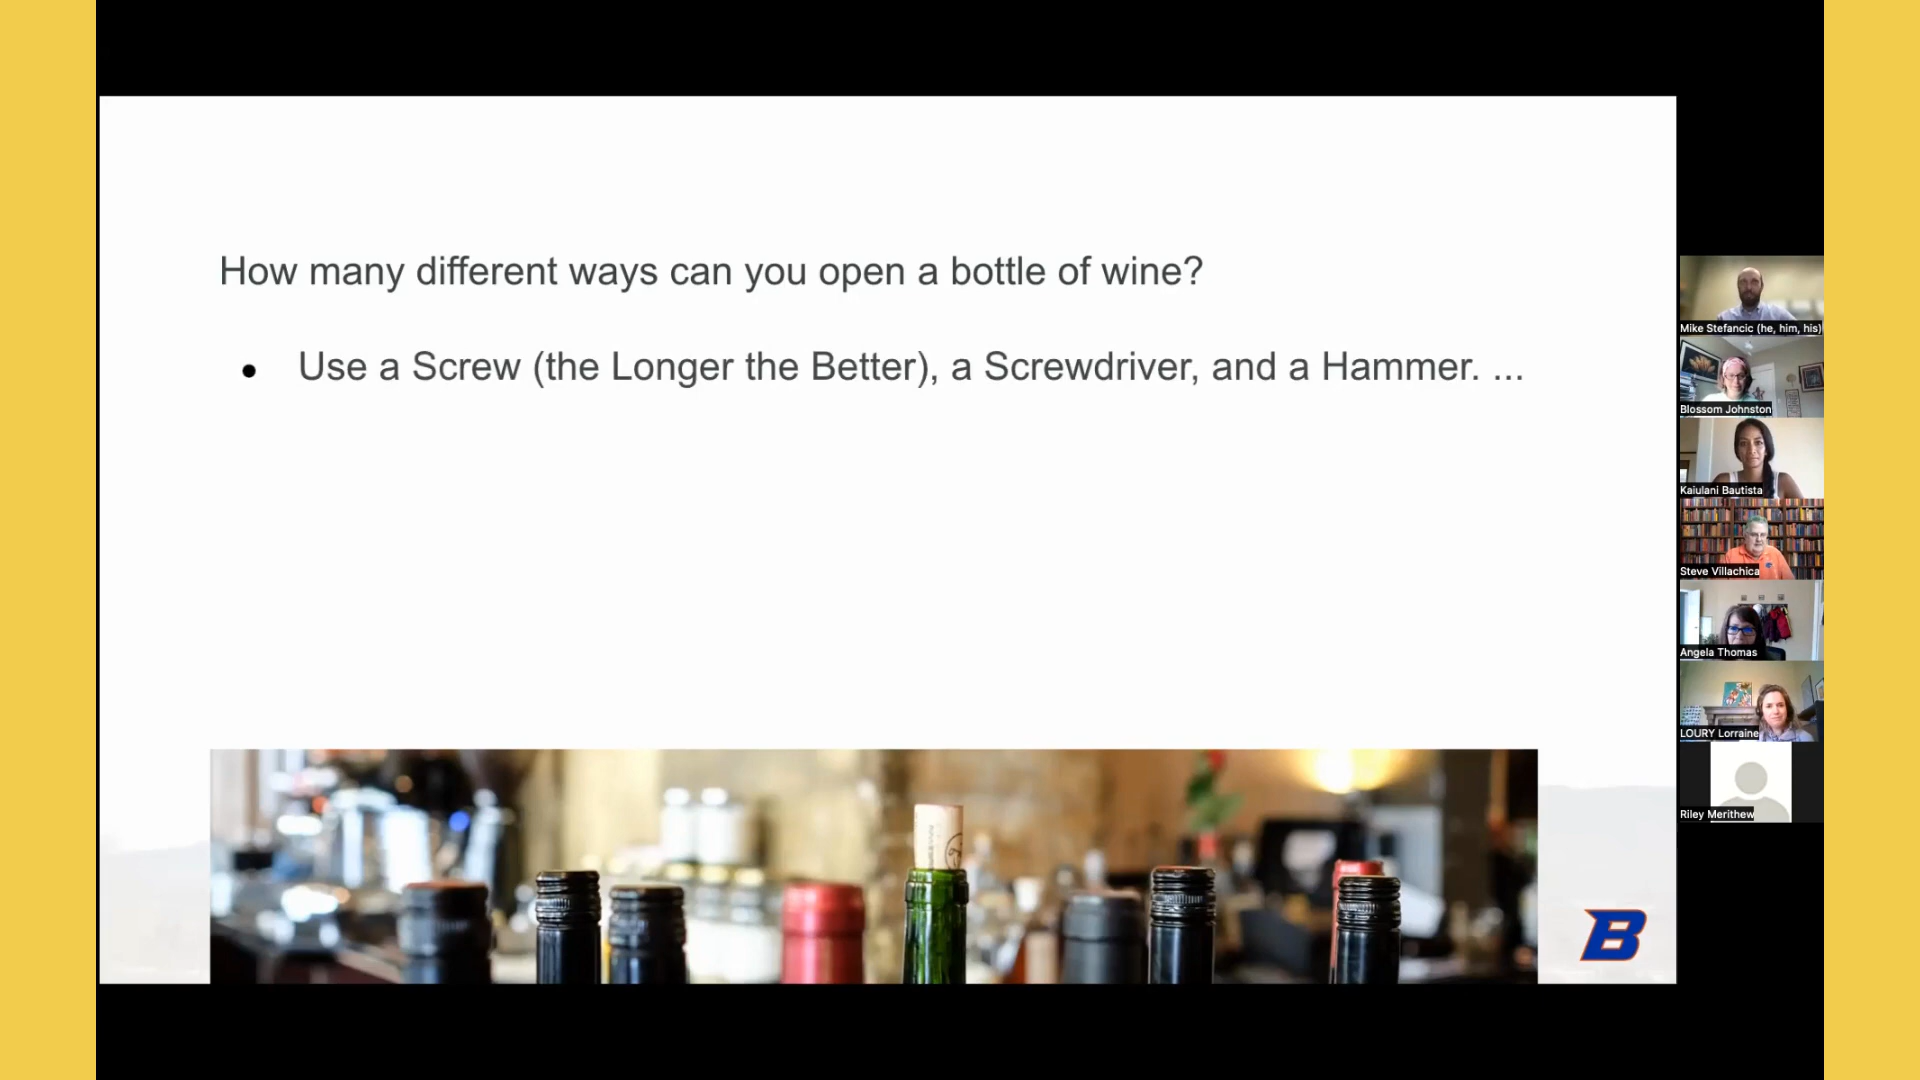 How many different ways can you open a bottle of wine?
● Use a Screw (the Longer the Better), a Screwdriver, and a Hammer. ...
Mike Stefancic (he, him, his)
Blossom Johnston
Kaiulani Bautista
Steve Villachica
Angela Thomas
LOURY Lorraine
Riley Merithew
B